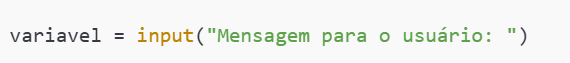 variavel = input("Mensagem para o usuário: ")